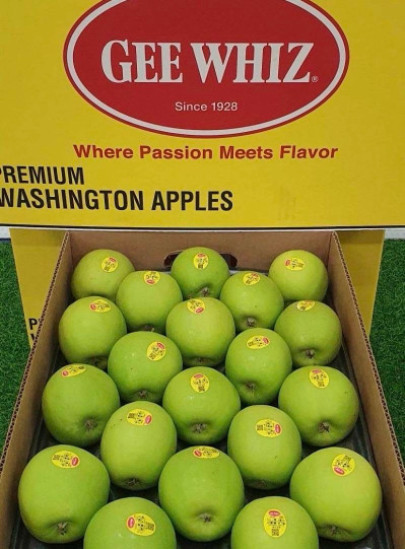 GEE WHIZ®
Since 1928
Where Passion Meets Flavor
PREMIUM
WASHINGTON APPLES